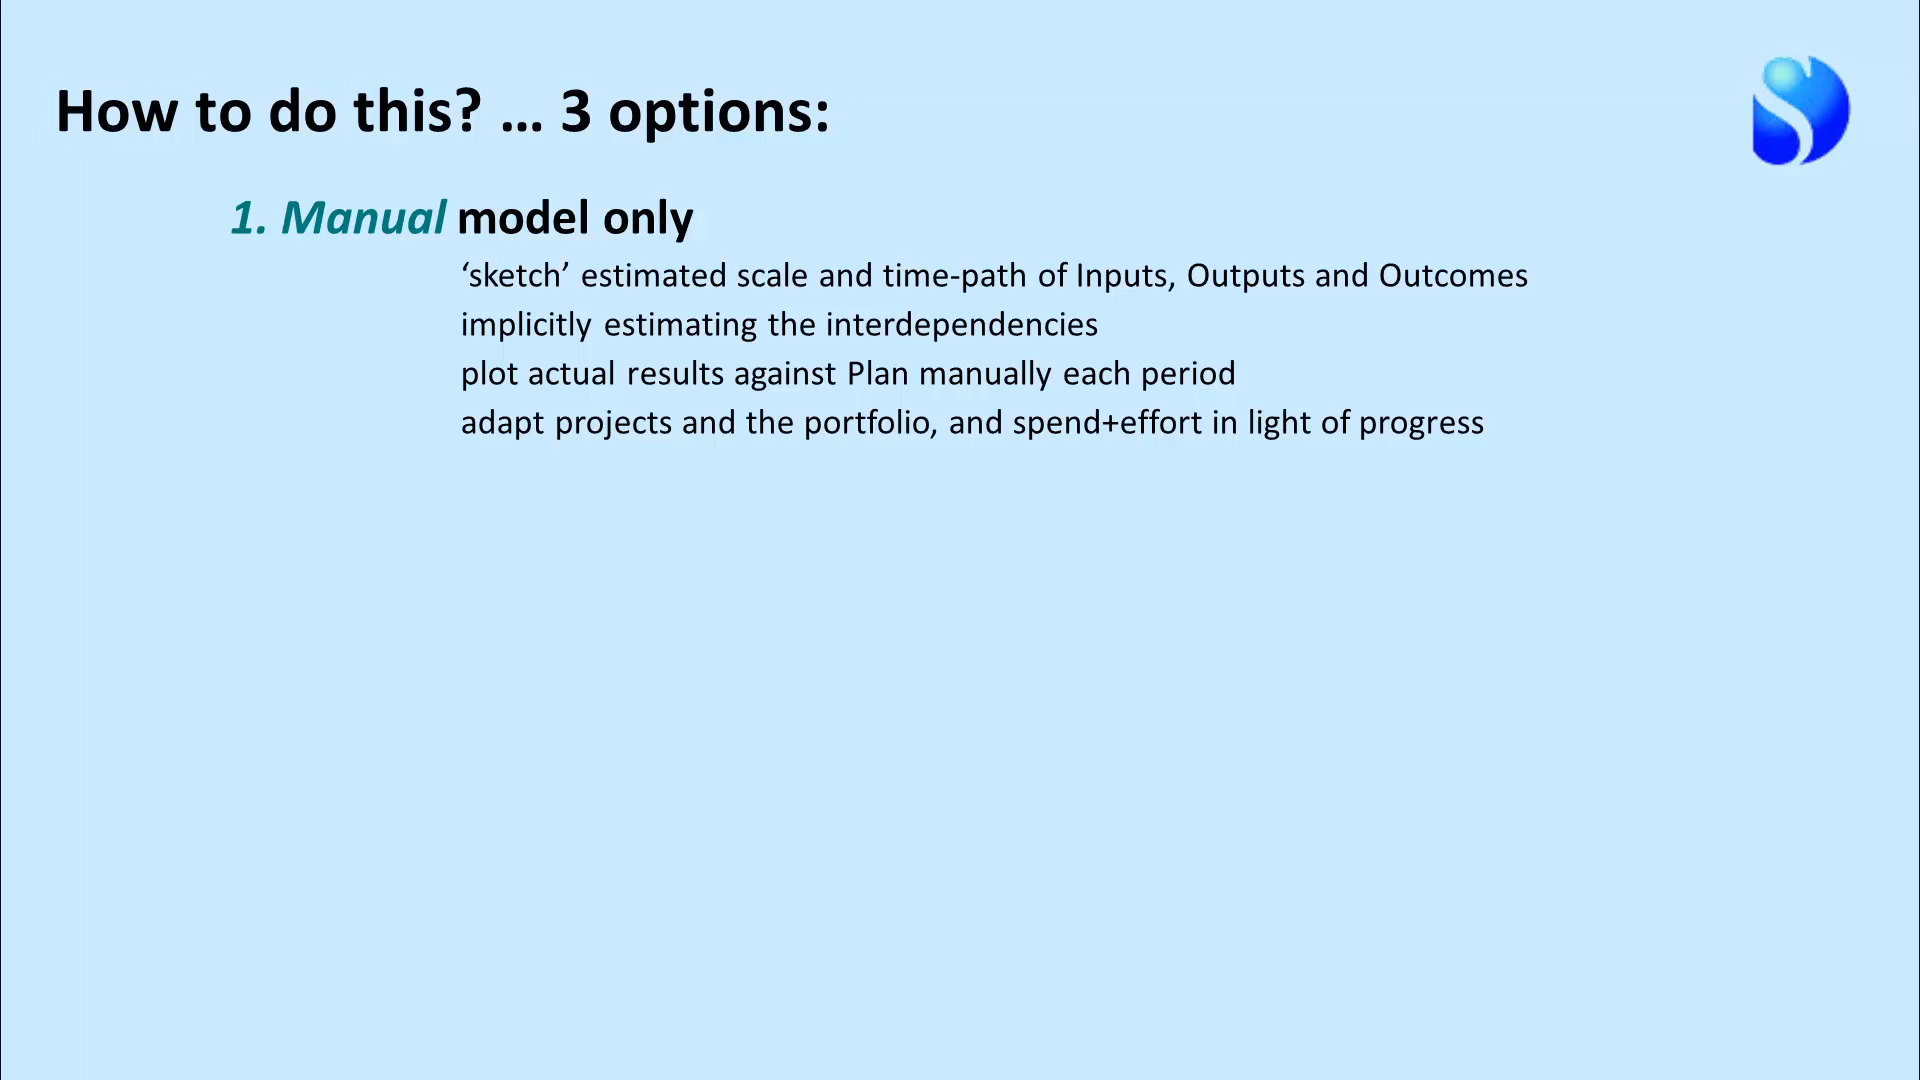 How to do this? ... 3 options:
1. Manual model only
‘sketch’ estimated scale and time-path of Inputs, Outputs and Outcomes
implicitly estimating the interdependencies
plot actual results against Plan manually each period
adapt projects and the portfolio, and spend+effort in light of progress